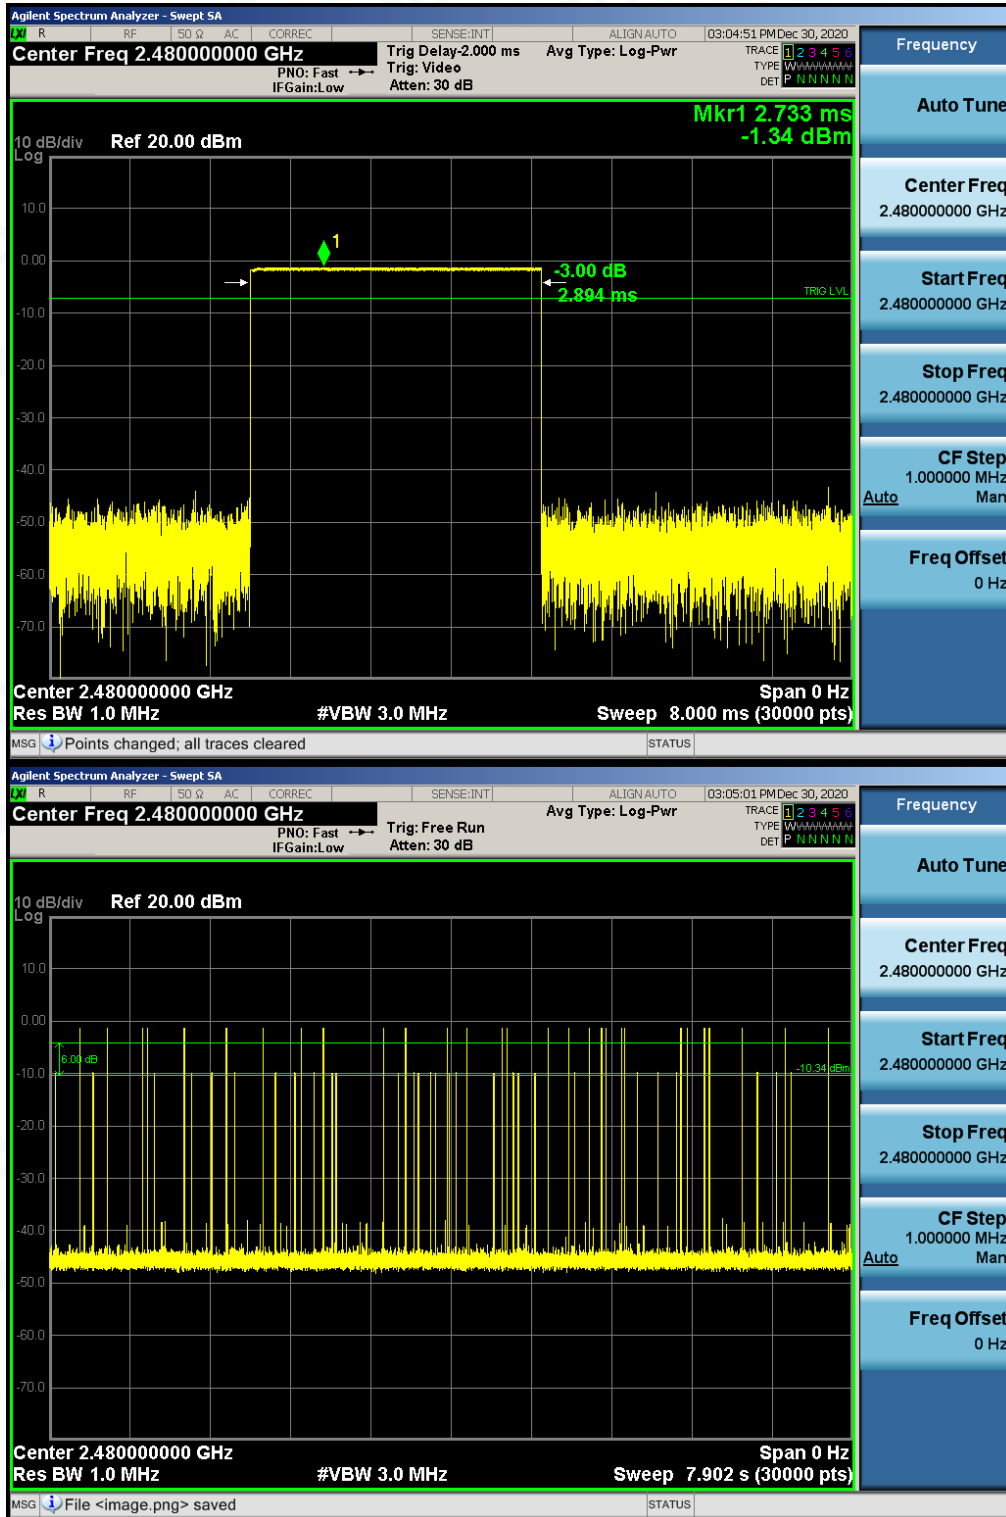 Agilent Spectrum Analyzer - Swept SA
LXI R RF 50 Ω AC CORREC SENSE:INT ALIGN AUTO 03:04:51 PM Dec 30, 2020
Center Freq 2.480000000 GHz
PNO: Fast
IFGain:Low
Trig Delay-2.000 ms
Trig: Video
Atten: 30 dB
Avg Type: Log-Pwr
TRACE 1 2 3 4 5 6
TYPE WWWWWW
DET P N N N N N
Mkr1 2.733 ms
-1.34 dBm
10 dB/div Ref 20.00 dBm
Log
10.0
1
0.00
-3.00 dB
2.894 ms
TRIG LVL
-10.0
-20.0
-30.0
-40.0
-50.0
-60.0
-70.0
Center 2.480000000 GHz Span 0 Hz
Res BW 1.0 MHz #VBW 3.0 MHz Sweep 8.000 ms (30000 pts)
MSG Points changed; all traces cleared STATUS
Frequency
Auto Tune
Center Freq
2.480000000 GHz
Start Freq
2.480000000 GHz
Stop Freq
2.480000000 GHz
CF Step
1.000000 MHz
Auto Man
Freq Offset
0 Hz
Agilent Spectrum Analyzer - Swept SA
LXI R RF 50 Ω AC CORREC SENSE:INT ALIGN AUTO 03:05:01 PM Dec 30, 2020
Center Freq 2.480000000 GHz
PNO: Fast
IFGain:Low
Trig: Free Run
Atten: 30 dB
Avg Type: Log-Pwr
TRACE 1 2 3 4 5 6
TYPE WWWWWW
DET P N N N N N
10 dB/div Ref 20.00 dBm
Log
10.0
0.00
6.00 dB
-10.34 dBm
-10.0
-20.0
-30.0
-40.0
-50.0
-60.0
-70.0
Center 2.480000000 GHz Span 0 Hz
Res BW 1.0 MHz #VBW 3.0 MHz Sweep 7.902 s (30000 pts)
MSG File <image.png> saved STATUS
Frequency
Auto Tune
Center Freq
2.480000000 GHz
Start Freq
2.480000000 GHz
Stop Freq
2.480000000 GHz
CF Step
1.000000 MHz
Auto Man
Freq Offset
0 Hz